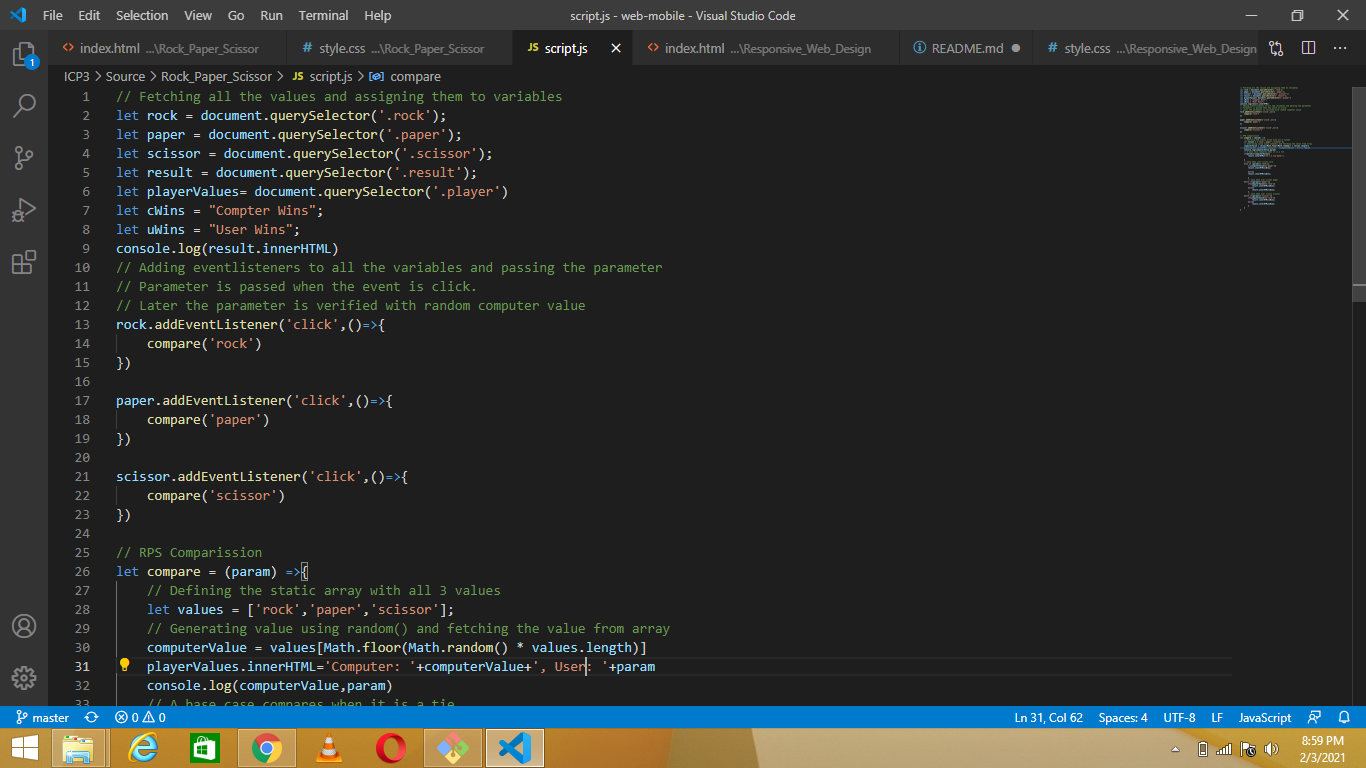 File Edit Selection View Go Run Terminal Help script.js - web-mobile - Visual Studio Code
index.html ...\Rock_Paper_Scissor # style.css ...\Rock_Paper_Scissor JS script.js index.html ...\Responsive_Web_Design README.md # style.css ...\Responsive_Web_Design
ICP3 > Source > Rock_Paper_Scissor > JS script.js > compare
1
1 // Fetching all the values and assigning them to variables
2 let rock = document.querySelector('.rock');
3 let paper = document.querySelector('.paper');
4 let scissor = document.querySelector('.scissor');
5 let result = document.querySelector('.result');
6 let playerValues= document.querySelector('.player')
7 let cWins = "Compter Wins";
8 let uWins = "User Wins";
9 console.log(result.innerHTML)
10 // Adding eventlisteners to all the variables and passing the parameter
11 // Parameter is passed when the event is click.
12 // Later the parameter is verified with random computer value
13 rock.addEventListener('click',()=>{
14 compare('rock')
15 })
16
17 paper.addEventListener('click',()=>{
18 compare('paper')
19 })
20
21 scissor.addEventListener('click',()=>{
22 compare('scissor')
23 })
24
25 // RPS Comparission
26 let compare = (param) =>{
27 // Defining the static array with all 3 values
28 let values = ['rock','paper','scissor'];
29 // Generating value using random() and fetching the value from array
30 computerValue = values[Math.floor(Math.random() * values.length)]
31 playerValues.innerHTML='Computer: '+computerValue+', User: '+param
32 console.log(computerValue,param)
33 // A base case compares when it is a tie
master 0 0 Ln 31, Col 62 Spaces: 4 UTF-8 LF JavaScript
8:59 PM
2/3/2021